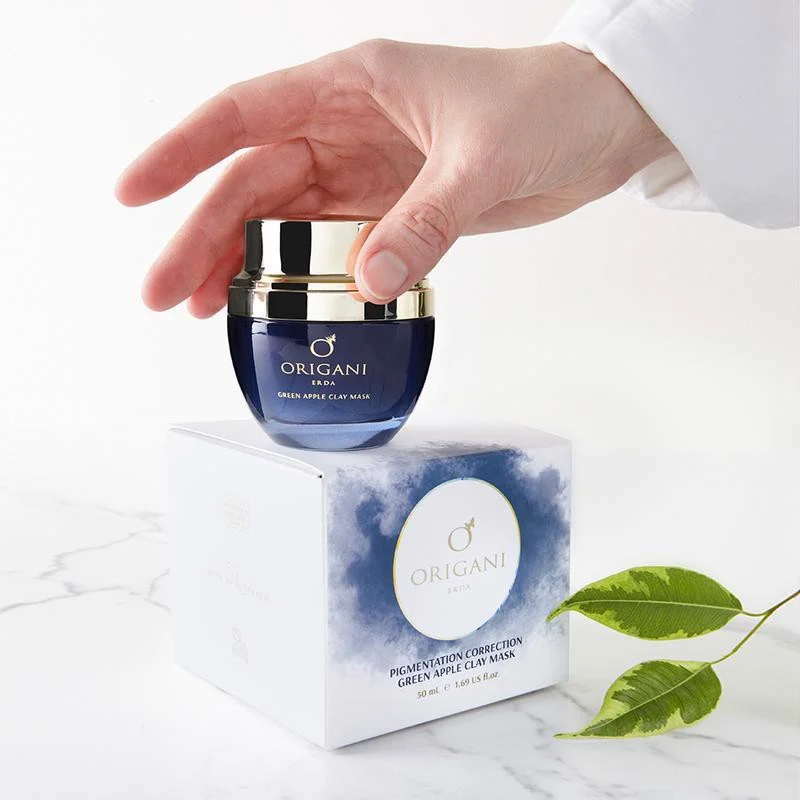 ORIGANI
ERDA
GREEN APPLE CLAY MASK
ORIGANI
ERDA
PIGMENTATION CORRECTION
GREEN APPLE CLAY MASK
50 mL ℮ 1.69 US fl.oz.